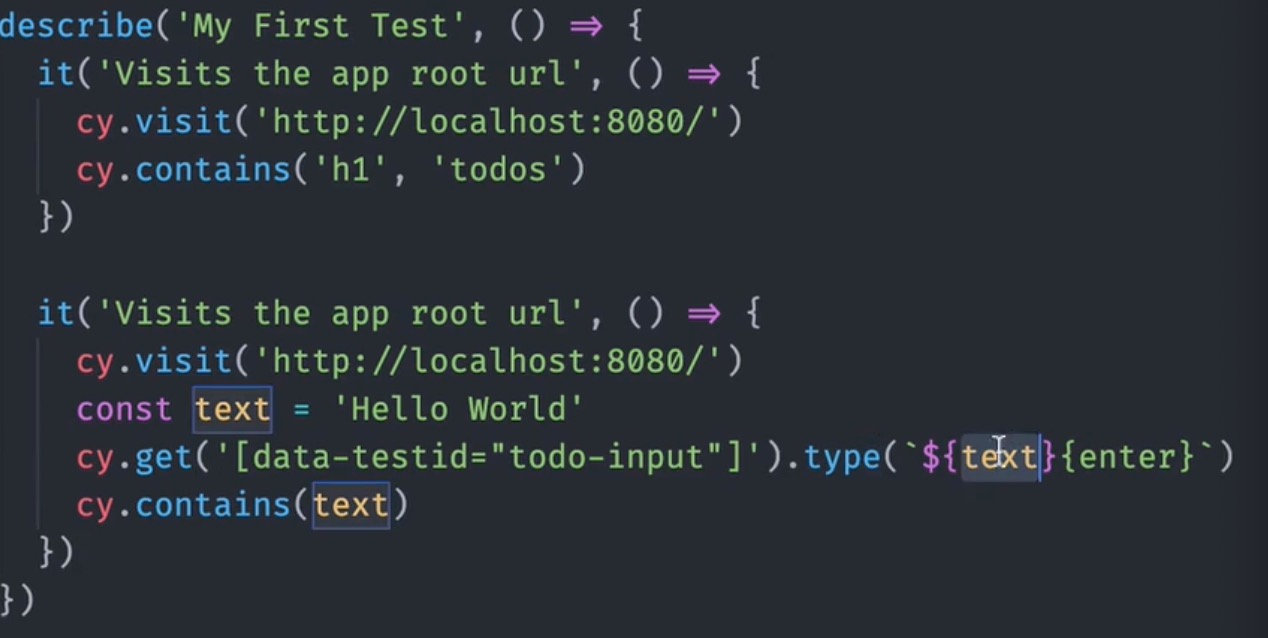 describe('My First Test', () => {
  it('Visits the app root url', () => {
    cy.visit('http://localhost:8080/')
    cy.contains('h1', 'todos')
  })

  it('Visits the app root url', () => {
    cy.visit('http://localhost:8080/')
    const text = 'Hello World'
    cy.get('[data-testid="todo-input"]').type(`${text}{enter}`)
    cy.contains(text)
  })
})